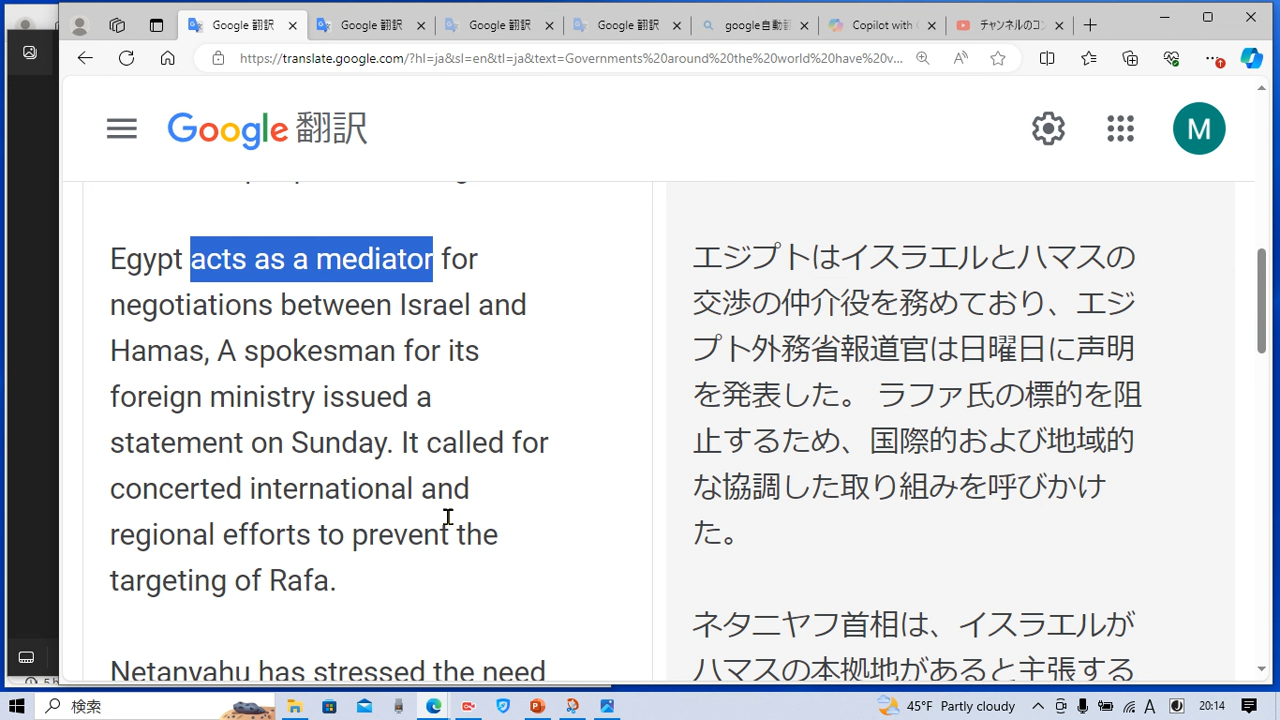 Google 翻訳
Google 翻訳
Google 翻訳
Google 翻訳
google自動
Copilot with
チャンネルのコン
https://translate.google.com/?hl=ja&sl=en&tl=ja&text=Governments%20around%20the%20world%20have%20v...
Google 翻訳
M
Egypt acts as a mediator for
negotiations between Israel and
Hamas, A spokesman for its
foreign ministry issued a
statement on Sunday. It called for
concerted international and
regional efforts to prevent the
targeting of Rafa.
Netanyahu has stressed the need
エジプトはイスラエルとハマスの
交渉の仲介役を務めており、エジ
プト外務省報道官は日曜日に声明
を発表した。 ラファ氏の標的を阻
止するため、国際的および地域的
な協調した取り組みを呼びかけ
た。
ネタニヤフ首相は、イスラエルが
ハマスの本拠地があると主張する
検索
45°F Partly cloudy
A
20:14